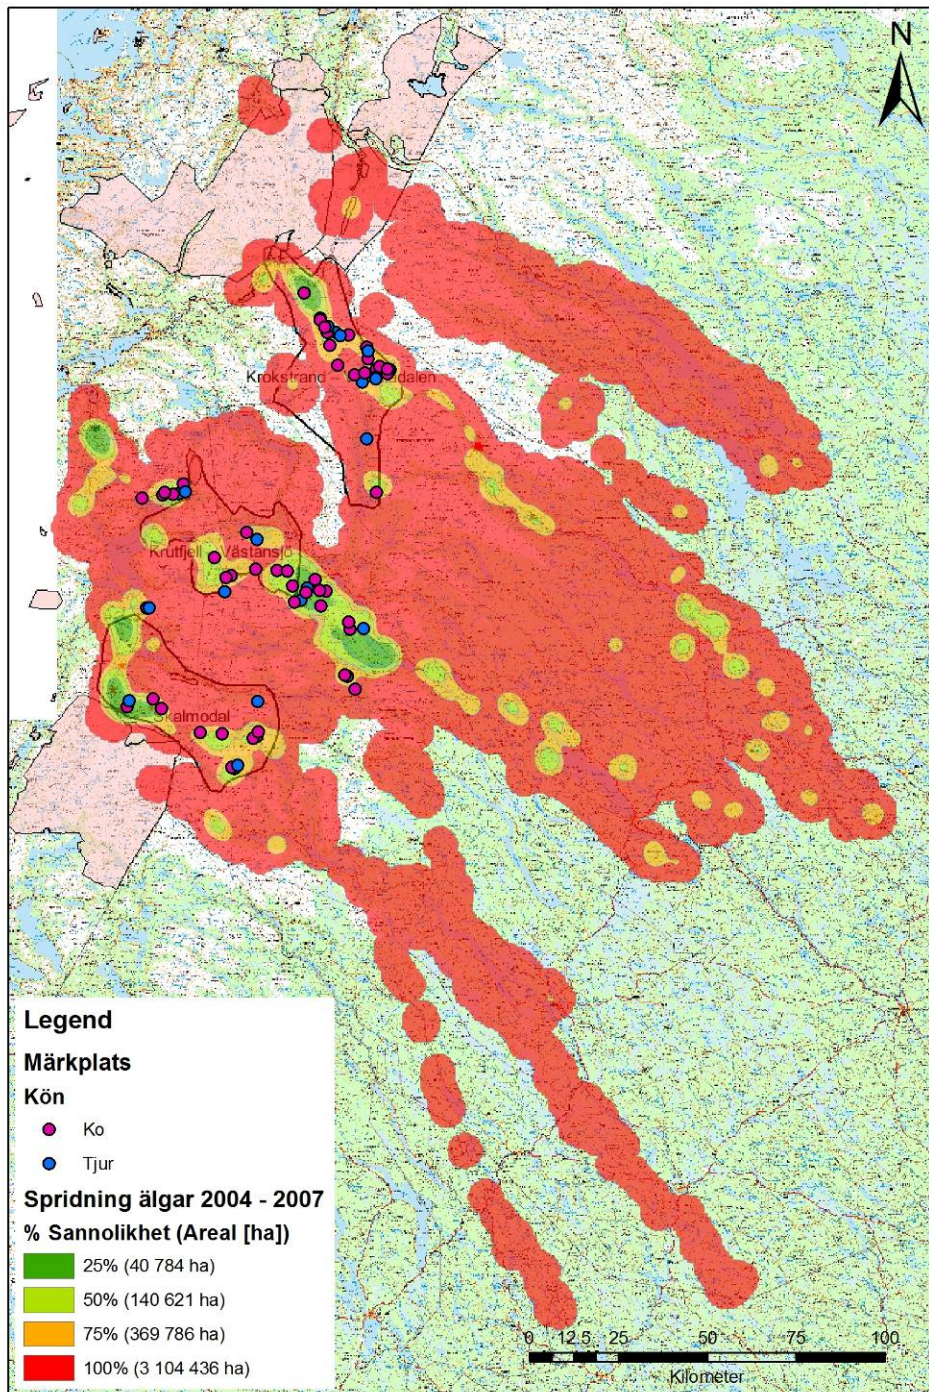 N
Krokstrand
Krutfjell Västansjö
Skalmodal
Legend
Märkplats
Kön
Ko
Tjur
Spridning älgar 2004 - 2007
% Sannolikhet (Areal [ha])
25% (40 784 ha)
50% (140 621 ha)
75% (369 786 ha)
100% (3 104 436 ha)
0 12.5 25 50 75 100
Kilometer